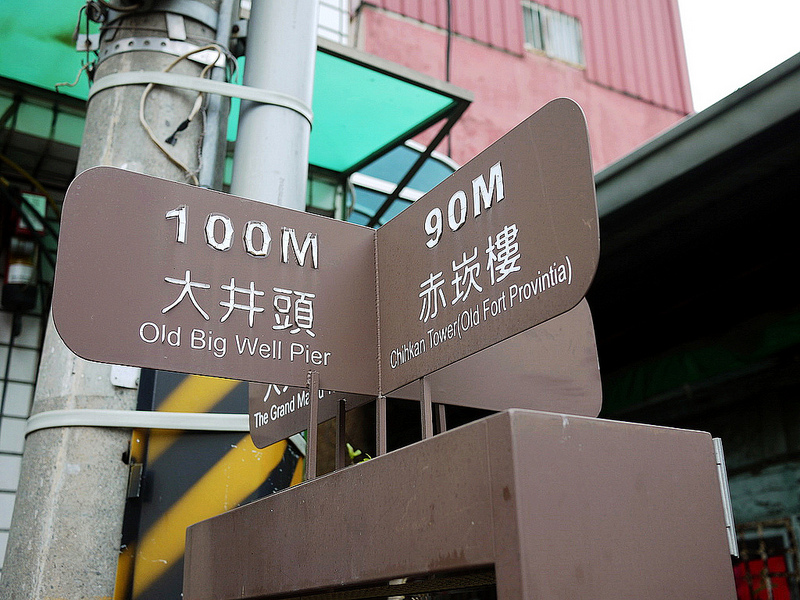 100M
大井頭
Old Big Well Pier
90M
赤崁樓
Chihkan Tower(Old Fort Provintia)
The Grand